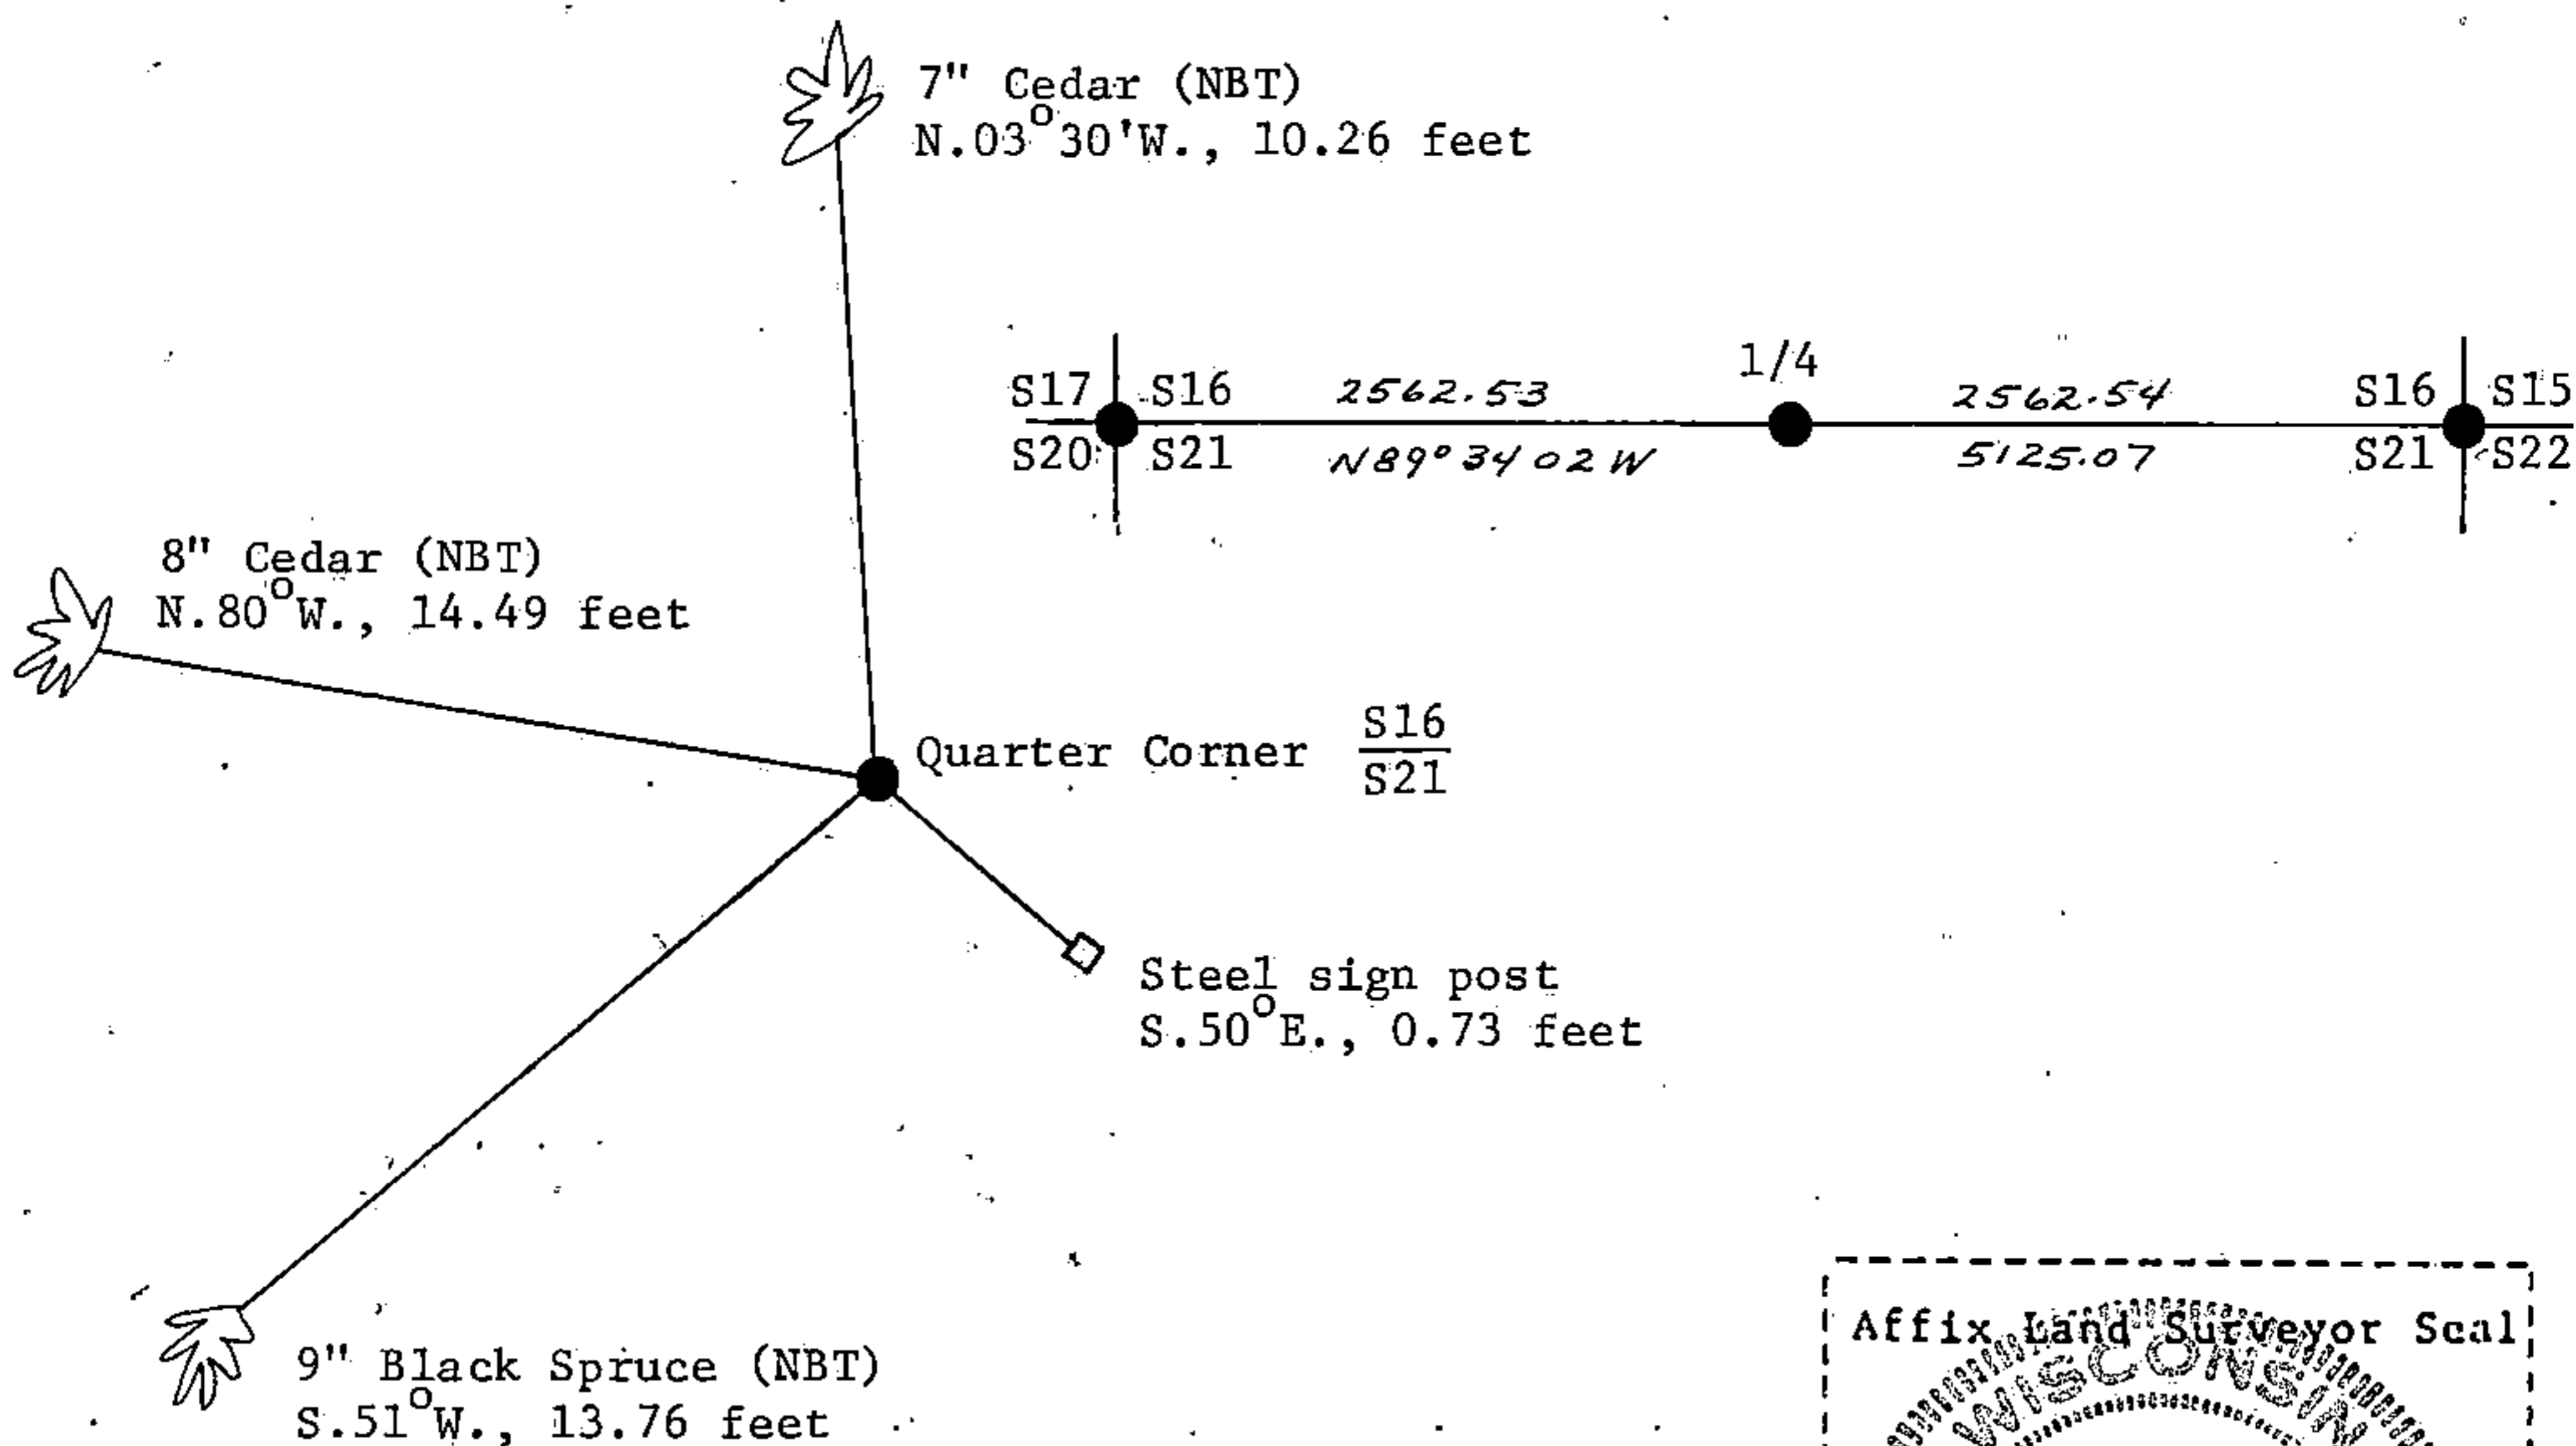 7" Cedar (NBT)
N.03°30'W., 10.26 feet
1/4
S17 S16 2562.53 2562.54 S16 S15
S20 S21 N89°34 02 W 5125.07 S21 S22
8" Cedar (NBT)
N.80°W., 14.49 feet
Quarter Corner S16
S21
Steel sign post
S.50°E., 0.73 feet
9" Black Spruce (NBT)
S.51°W., 13.76 feet
Affix Land Surveyor Seal
WISCONSIN